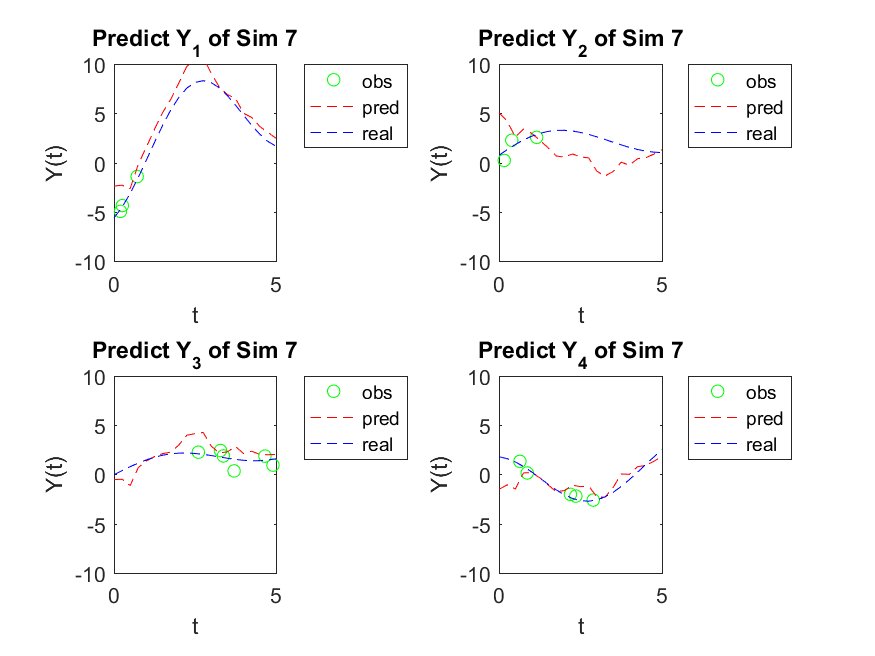 Predict Y1 of Sim 7
10
5
0
-5
-10
Y(t)
0
5
t
obs
pred
real
Predict Y2 of Sim 7
10
5
0
-5
-10
Y(t)
0
5
t
obs
pred
real
Predict Y3 of Sim 7
10
5
0
-5
-10
Y(t)
0
5
t
obs
pred
real
Predict Y4 of Sim 7
10
5
0
-5
-10
Y(t)
0
5
t
obs
pred
real